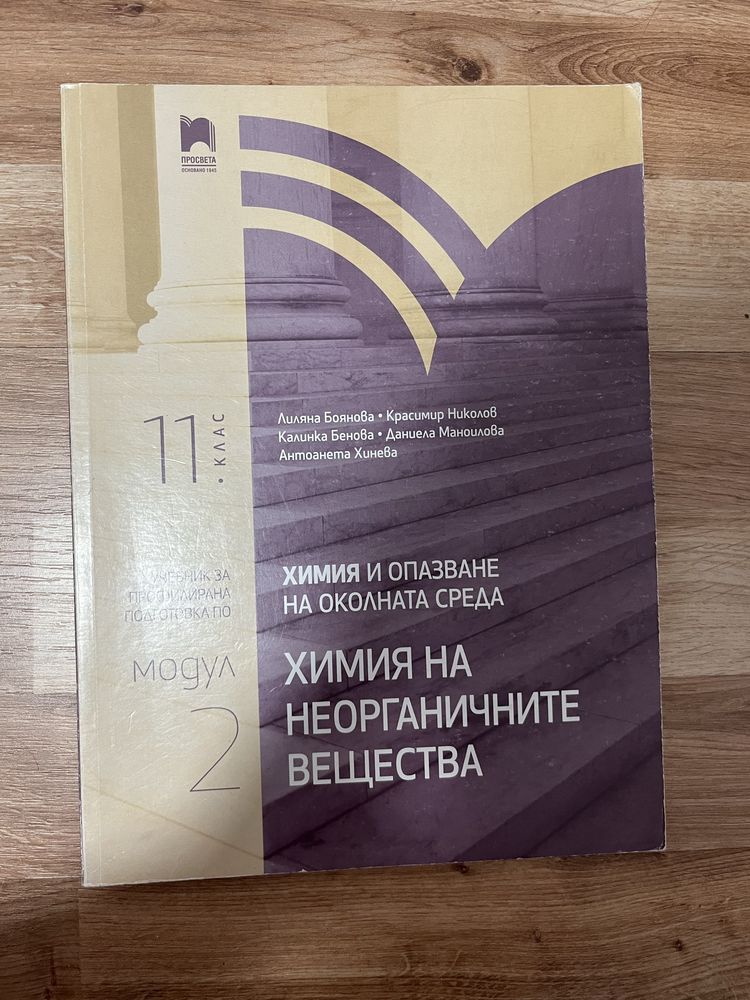 ПРОСВЕТА
ОСНОВАНО 1945
11. КЛАС
Лиляна Боянова • Красимир Николов
Калинка Бенова • Даниела Маноилова
Антоанета Хинева
УЧЕБНИК ЗА
ПРОФИЛИРАНА
ПОДГОТОВКА ПО
ХИМИЯ И ОПАЗВАНЕ
НА ОКОЛНАТА СРЕДА
модул
2
ХИМИЯ НА
НЕОРГАНИЧНИТЕ
ВЕЩЕСТВА